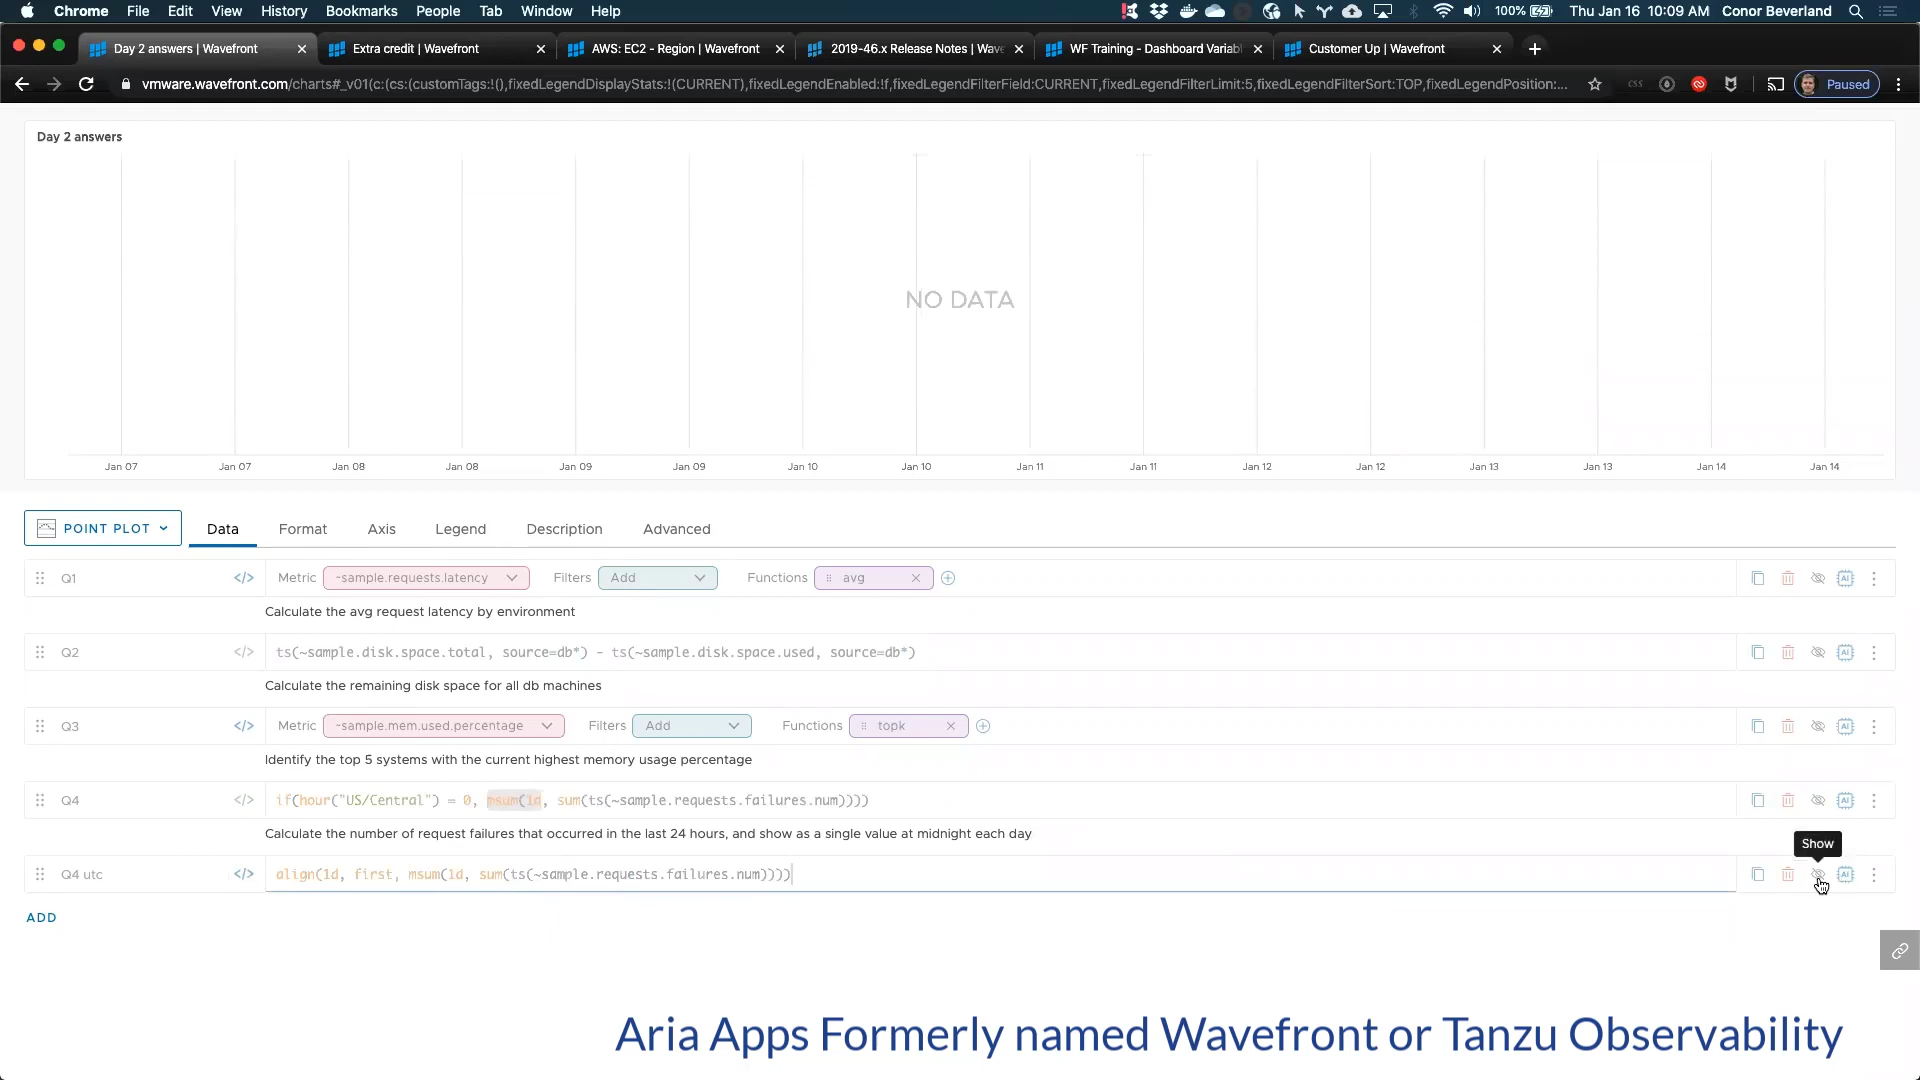 Chrome File Edit View History Bookmarks People Tab Window Help 100% Thu Jan 16 10:09 AM Conor Beverland
Day 2 answers | Wavefront Extra credit | Wavefront AWS: EC2 - Region | Wavefront 2019-46.x Release Notes | Wave WF Training - Dashboard Variabl Customer Up | Wavefront
vmware.wavefront.com/charts#_v01(c:(cs:(customTags:!(),fixedLegendDisplayStats:!(CURRENT),fixedLegendEnabled:!f,fixedLegendFilterField:CURRENT,fixedLegendFilterLimit:5,fixedLegendFilterSort:TOP,fixedLegendPosition:... css Paused
Day 2 answers
NO DATA
Jan 07 Jan 07 Jan 08 Jan 08 Jan 09 Jan 09 Jan 10 Jan 10 Jan 11 Jan 11 Jan 12 Jan 12 Jan 13 Jan 13 Jan 14 Jan 14
POINT PLOT Data Format Axis Legend Description Advanced
Q1 </> Metric ~sample.requests.latency Filters Add Functions avg AI
Calculate the avg request latency by environment
Q2 </> ts(~sample.disk.space.total, source=db*) - ts(~sample.disk.space.used, source=db*) AI
Calculate the remaining disk space for all db machines
Q3 </> Metric ~sample.mem.used.percentage Filters Add Functions topk AI
Identify the top 5 systems with the current highest memory usage percentage
Q4 </> if(hour("US/Central") = 0, msum(1d, sum(ts(~sample.requests.failures.num)))) AI
Calculate the number of request failures that occurred in the last 24 hours, and show as a single value at midnight each day
Show
Q4 utc </> align(1d, first, msum(1d, sum(ts(~sample.requests.failures.num)))) AI
ADD
Aria Apps Formerly named Wavefront or Tanzu Observability